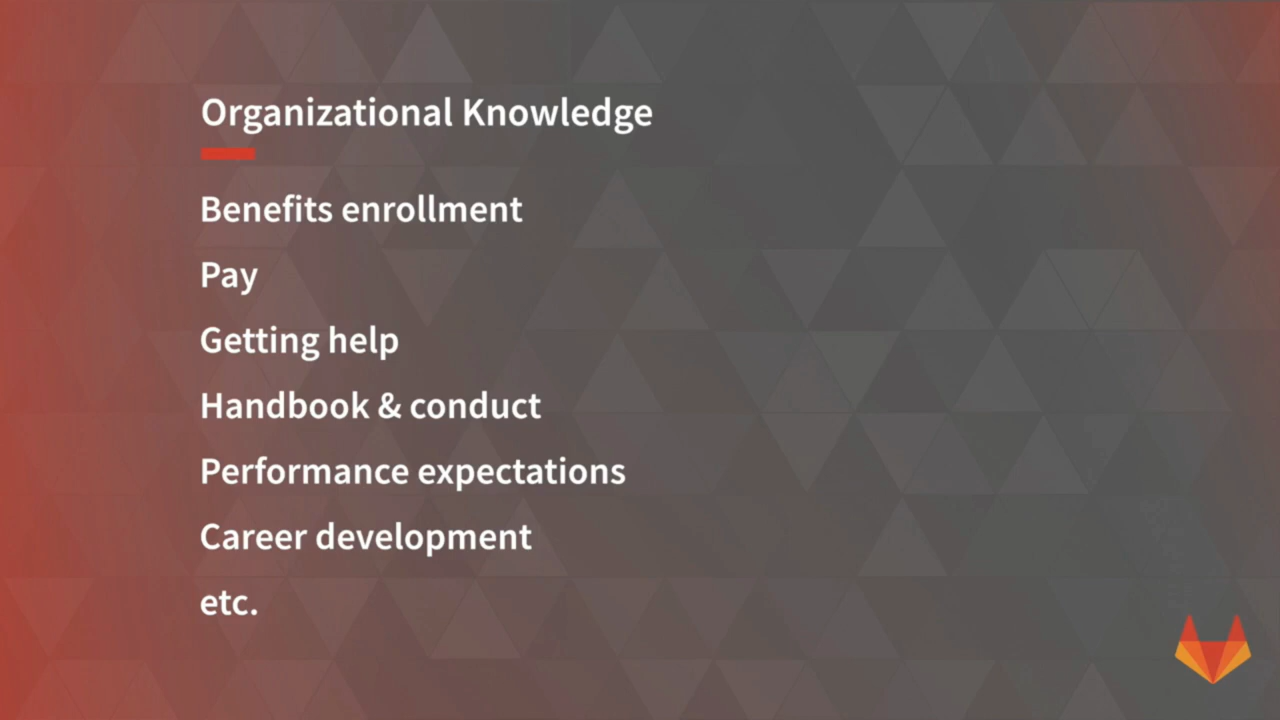 Organizational Knowledge
Benefits enrollment
Pay
Getting help
Handbook & conduct
Performance expectations
Career development
etc.